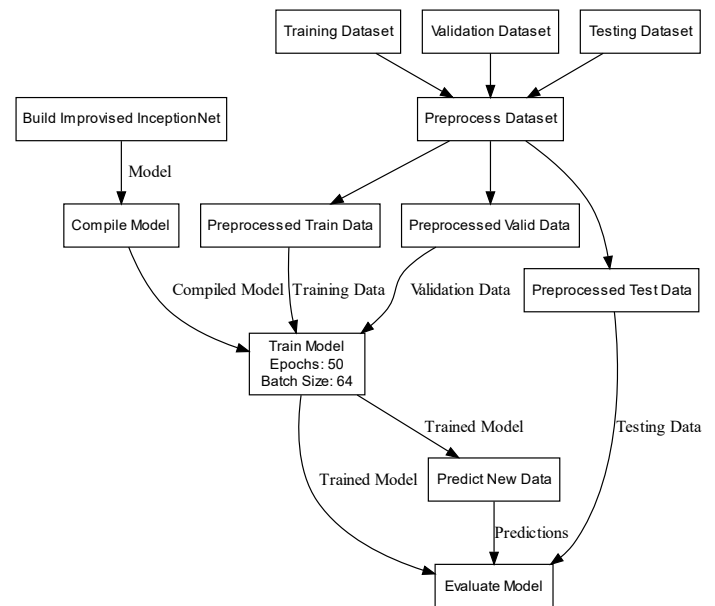 Training Dataset
Validation Dataset
Testing Dataset
Build Improvised InceptionNet
Preprocess Dataset
Model
Compile Model
Preprocessed Train Data
Preprocessed Valid Data
Preprocessed Test Data
Compiled Model
Training Data
Validation Data
Train Model
Epochs: 50
Batch Size: 64
Trained Model
Testing Data
Trained Model
Predict New Data
Predictions
Evaluate Model